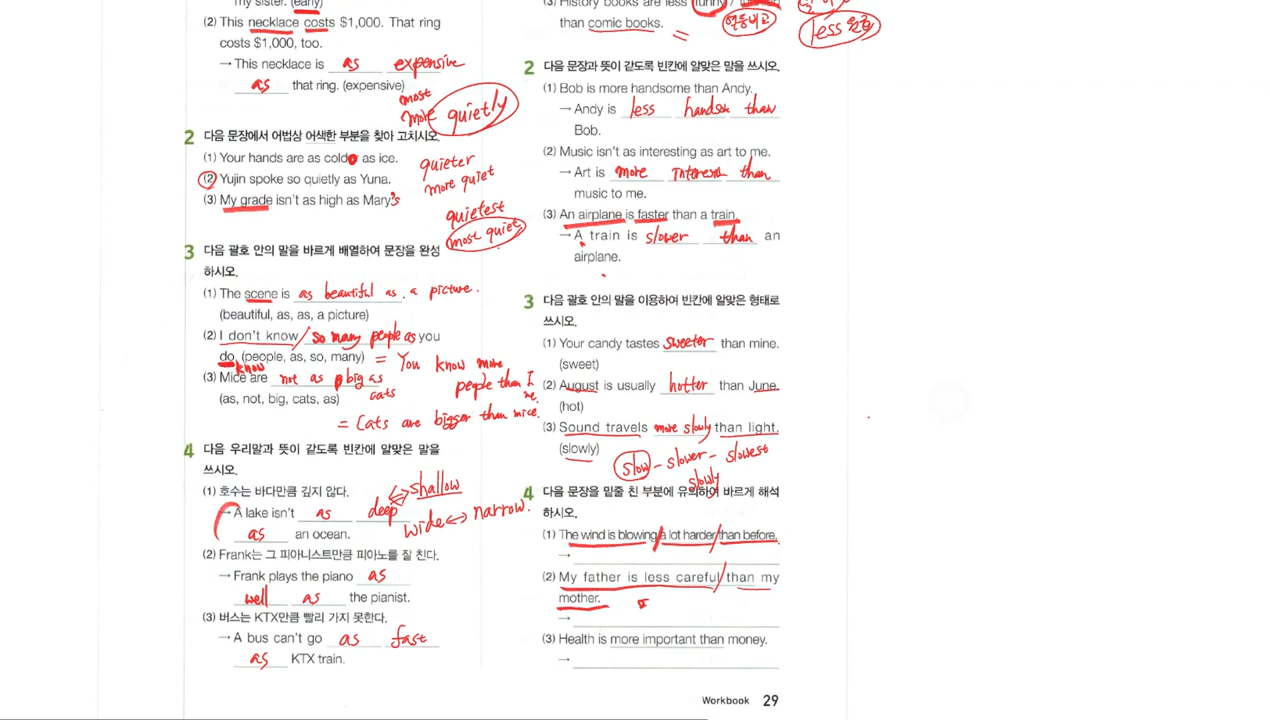 my sister. (early)
(2) This necklace costs $1,000. That ring
costs $1,000, too.
→ This necklace is as expensive
as that ring. (expensive)
most
more quietly
2 다음 문장에서 어법상 어색한 부분을 찾아 고치시오.
(1) Your hands are as cold as ice.
(2) Yujin spoke so quietly as Yuna.
(3) My grade isn't as high as Mary's
quieter
more quiet
quietest
most quiet
3 다음 괄호 안의 말을 바르게 배열하여 문장을 완성
하시오.
(1) The scene is as beautiful as a picture.
(beautiful, as, as, a picture)
(2) I don't know / so many people as you
do. (people, as, so, many) = You know more
know
people than I
me.
(3) Mice are not as big as
cats
(as, not, big, cats, as)
= Cats are bigger than mice.
4 다음 우리말과 뜻이 같도록 빈칸에 알맞은 말을
쓰시오.
(1) 호수는 바다만큼 깊지 않다.
→ A lake isn't as deep ↔ shallow
as an ocean. wide ↔ narrow.
(2) Frank는 그 피아니스트만큼 피아노를 잘 친다.
→ Frank plays the piano as
well as the pianist.
(3) 버스는 KTX만큼 빨리 가지 못한다.
→ A bus can't go as fast
as KTX train.
(3) History books are less funny /
than comic books. =
less 원급
2 다음 문장과 뜻이 같도록 빈칸에 알맞은 말을 쓰시오.
(1) Bob is more handsome than Andy.
→ Andy is less than
Bob.
(2) Music isn't as interesting as art to me.
→ Art is more than
music to me.
(3) An airplane is faster than a train.
→ A train is slower than an
airplane.
3 다음 괄호 안의 말을 이용하여 빈칸에 알맞은 형태로
쓰시오.
(1) Your candy tastes sweeter than mine.
(sweet)
(2) August is usually hotter than June.
(hot)
(3) Sound travels more slowly than light.
(slowly)
slow - slower - slowest
slowly
4 다음 문장을 밑줄 친 부분에 유의하여 바르게 해석
하시오.
(1) The wind is blowing / a lot harder / than before.
→
(2) My father is less careful / than my
mother.
→
(3) Health is more important than money.
→
Workbook 29